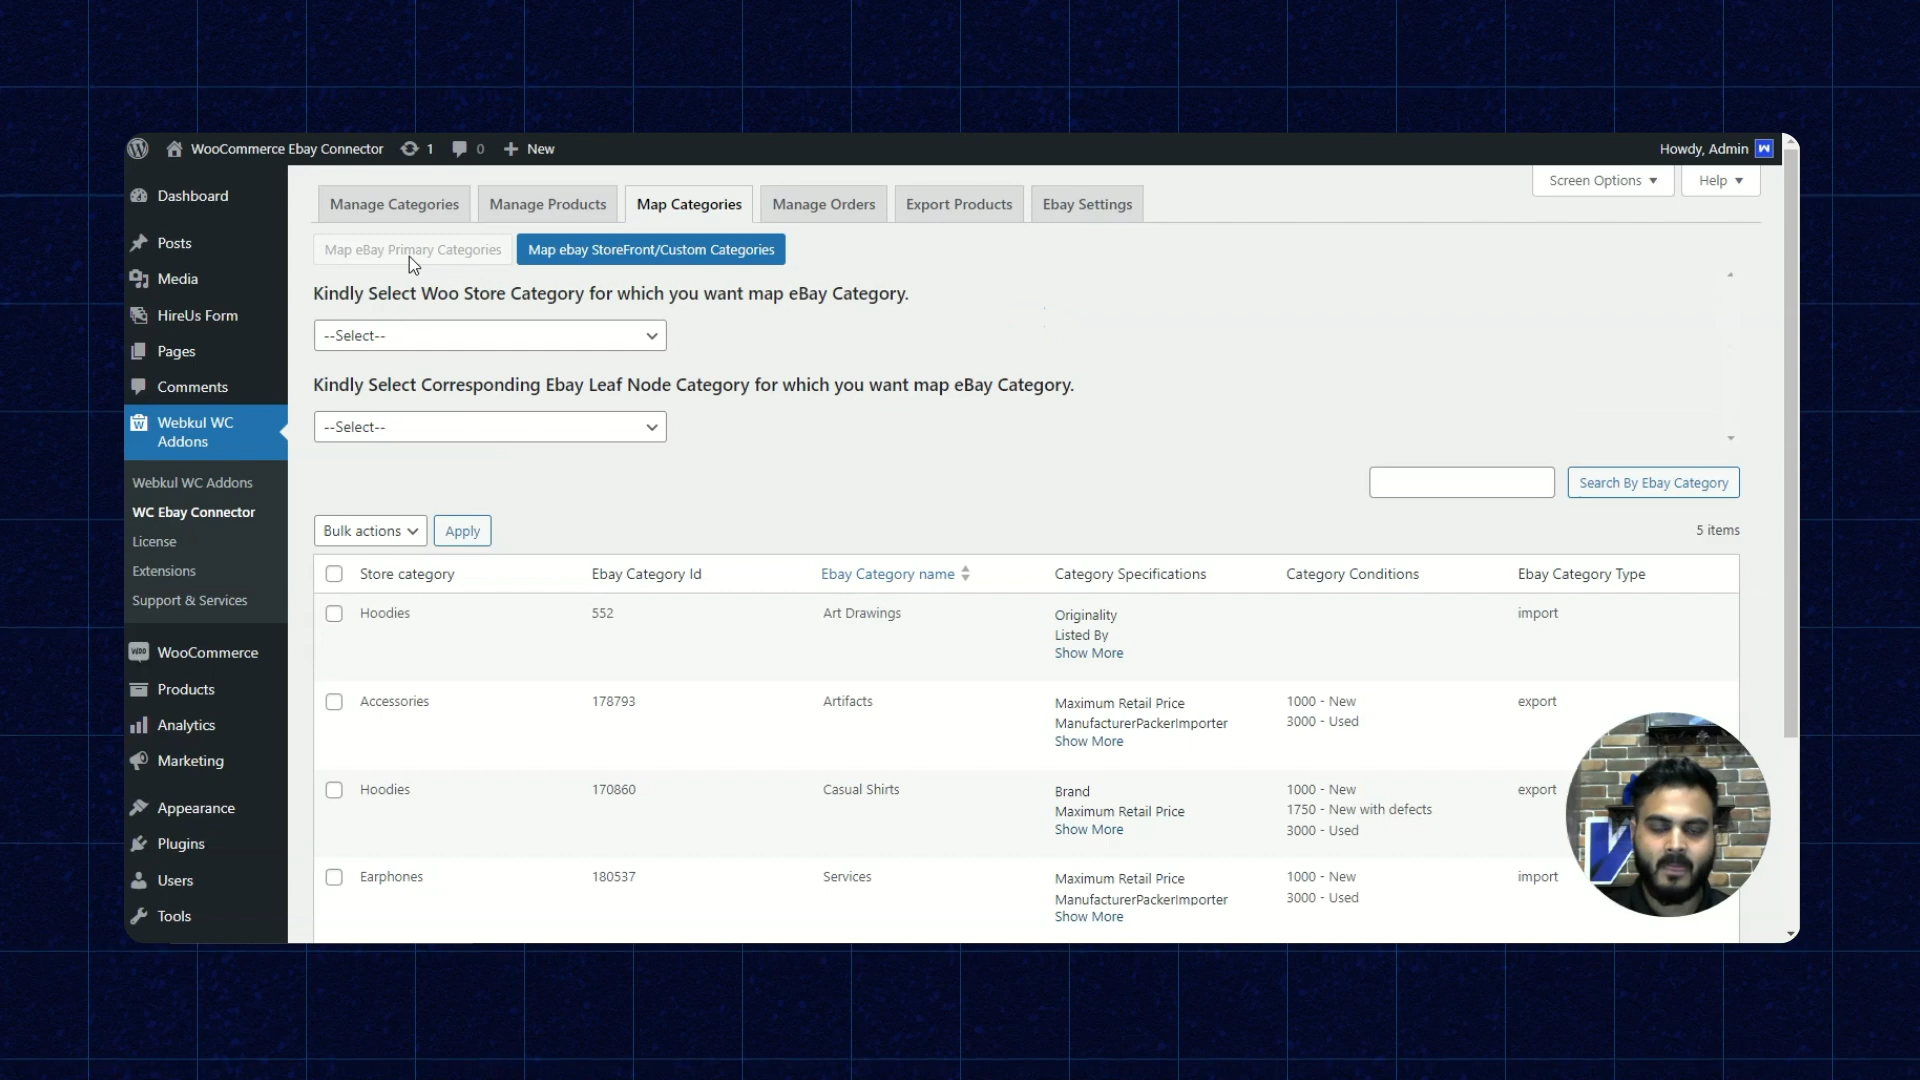 WooCommerce Ebay Connector 1 0 New
Howdy, Admin
Screen Options
Help
Dashboard
Posts
Media
HireUs Form
Pages
Comments
Webkul WC
Addons
Webkul WC Addons
WC Ebay Connector
License
Extensions
Support & Services
WooCommerce
Products
Analytics
Marketing
Appearance
Plugins
Users
Tools
Manage Categories
Manage Products
Map Categories
Manage Orders
Export Products
Ebay Settings
Map eBay Primary Categories
Map ebay StoreFront/Custom Categories
Kindly Select Woo Store Category for which you want map eBay Category.
--Select--
Kindly Select Corresponding Ebay Leaf Node Category for which you want map eBay Category.
--Select--
Search By Ebay Category
Bulk actions
Apply
5 items
Store category Ebay Category Id Ebay Category name Category Specifications Category Conditions Ebay Category Type
Hoodies 552 Art Drawings Originality import
Listed By
Show More
Accessories 178793 Artifacts Maximum Retail Price 1000 - New export
ManufacturerPackerImporter 3000 - Used
Show More
Hoodies 170860 Casual Shirts Brand 1000 - New export
Maximum Retail Price 1750 - New with defects
Show More 3000 - Used
Earphones 180537 Services Maximum Retail Price 1000 - New import
ManufacturerPackerImporter 3000 - Used
Show More